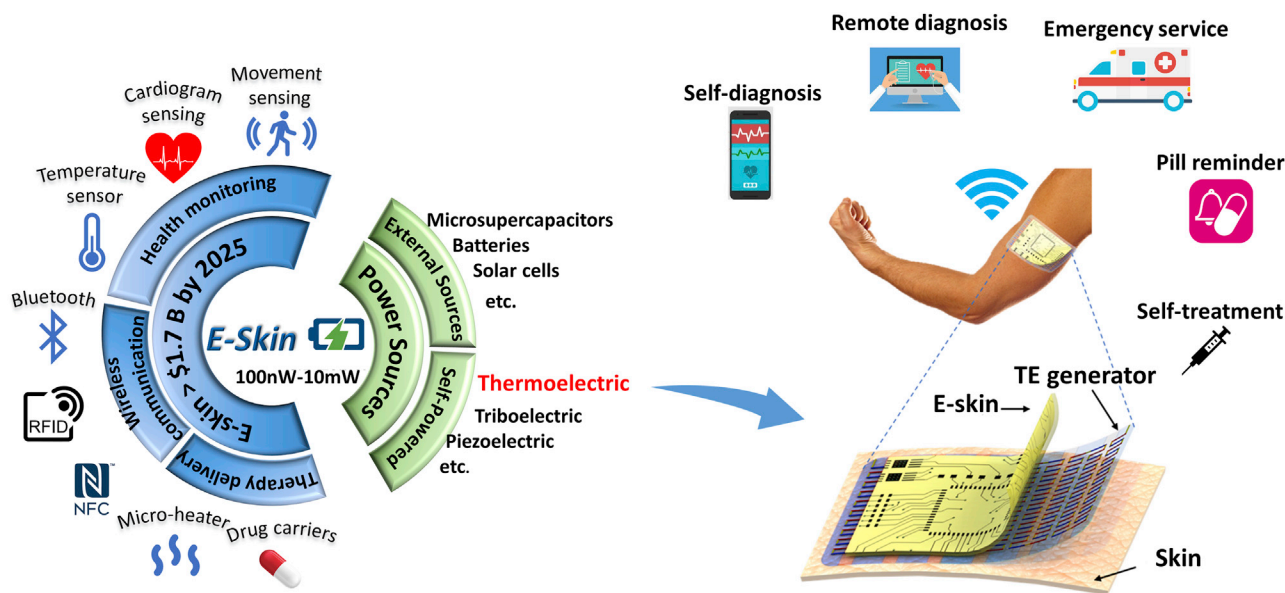 Movement
sensing
Cardiogram
sensing
Temperature
sensor
Health monitoring
Bluetooth
Wireless
communication
RFID
NFC
™
Micro-heater
Drug carriers
Therapy delivery
E-skin > $1.7 B by 2025
E-Skin
100nW-10mW
Power Sources
External Sources
Microsupercapacitors
Batteries
Solar cells
etc.
Self-Powered
Thermoelectric
Triboelectric
Piezoelectric
etc.
Self-diagnosis
Remote diagnosis
Emergency service
Pill reminder
Self-treatment
TE generator
E-skin
Skin